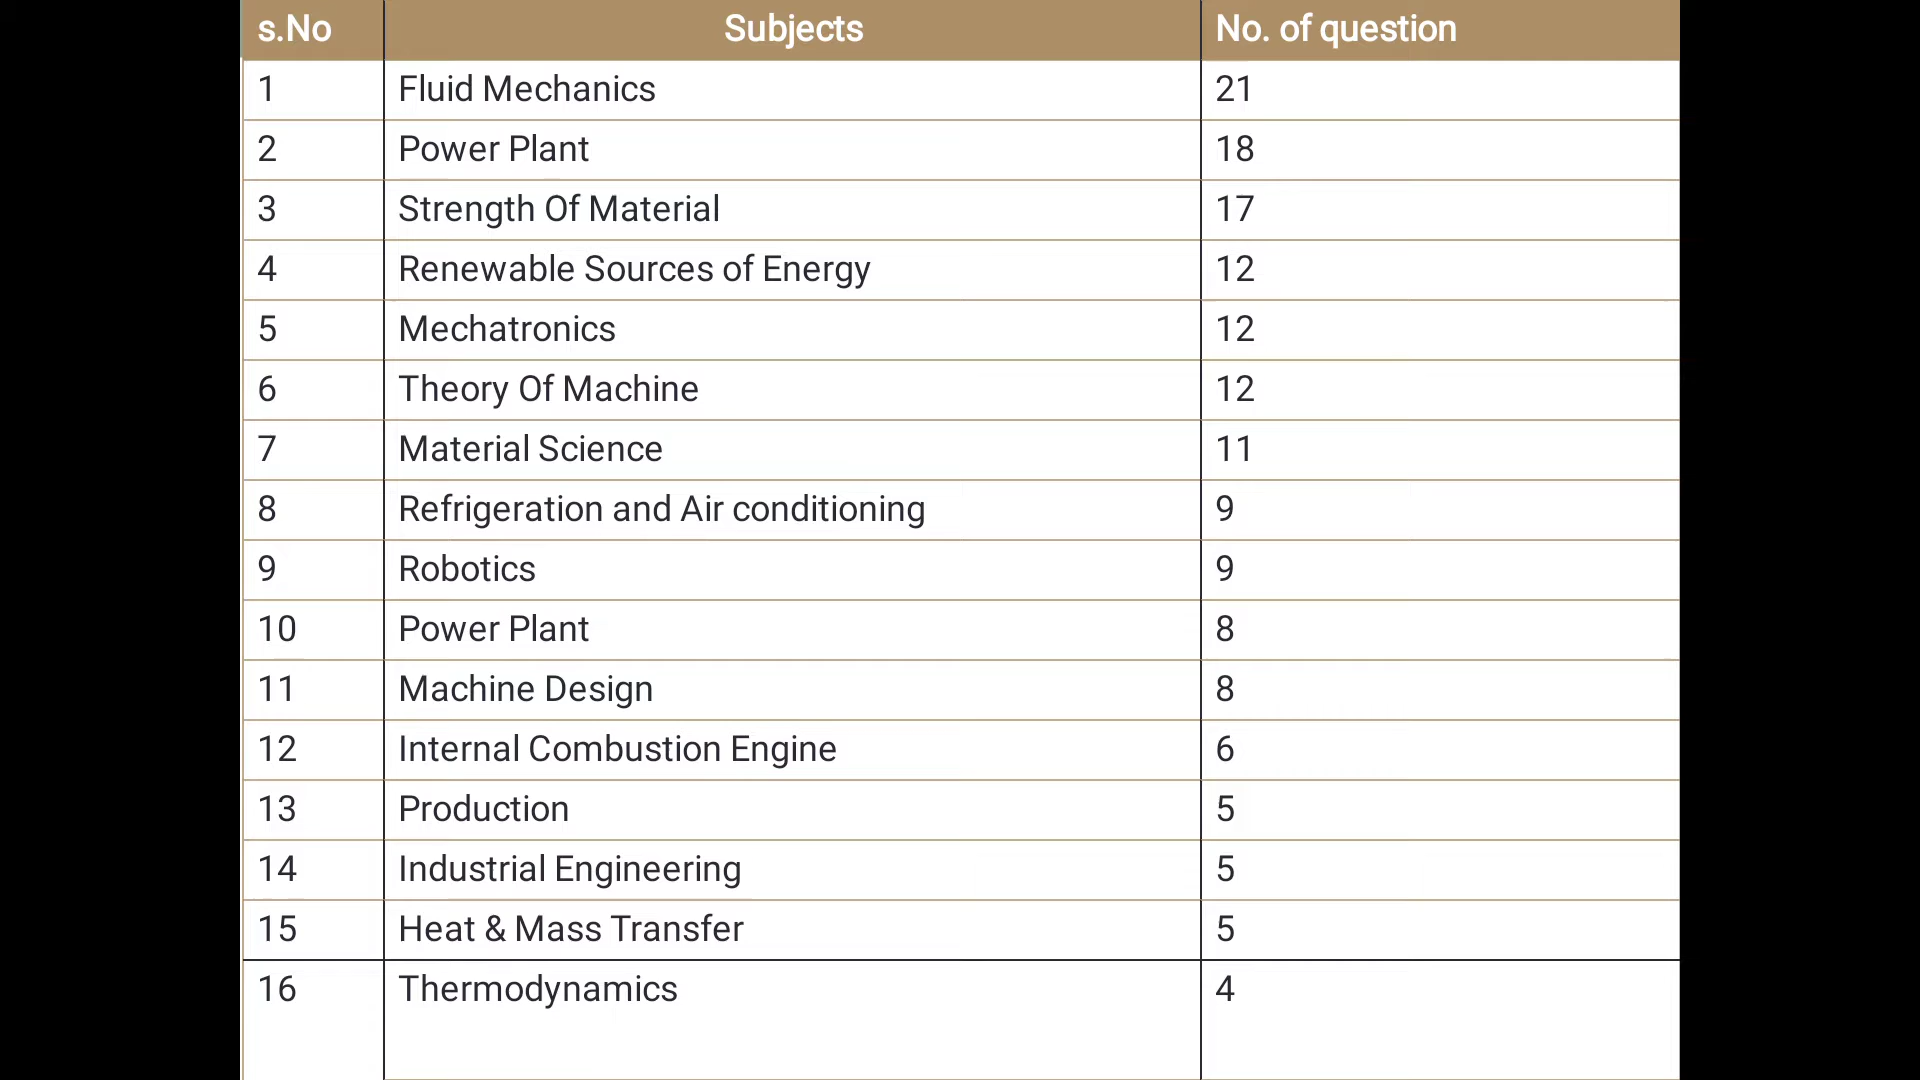 s.No Subjects No. of question
1 Fluid Mechanics 21
2 Power Plant 18
3 Strength Of Material 17
4 Renewable Sources of Energy 12
5 Mechatronics 12
6 Theory Of Machine 12
7 Material Science 11
8 Refrigeration and Air conditioning 9
9 Robotics 9
10 Power Plant 8
11 Machine Design 8
12 Internal Combustion Engine 6
13 Production 5
14 Industrial Engineering 5
15 Heat & Mass Transfer 5
16 Thermodynamics 4